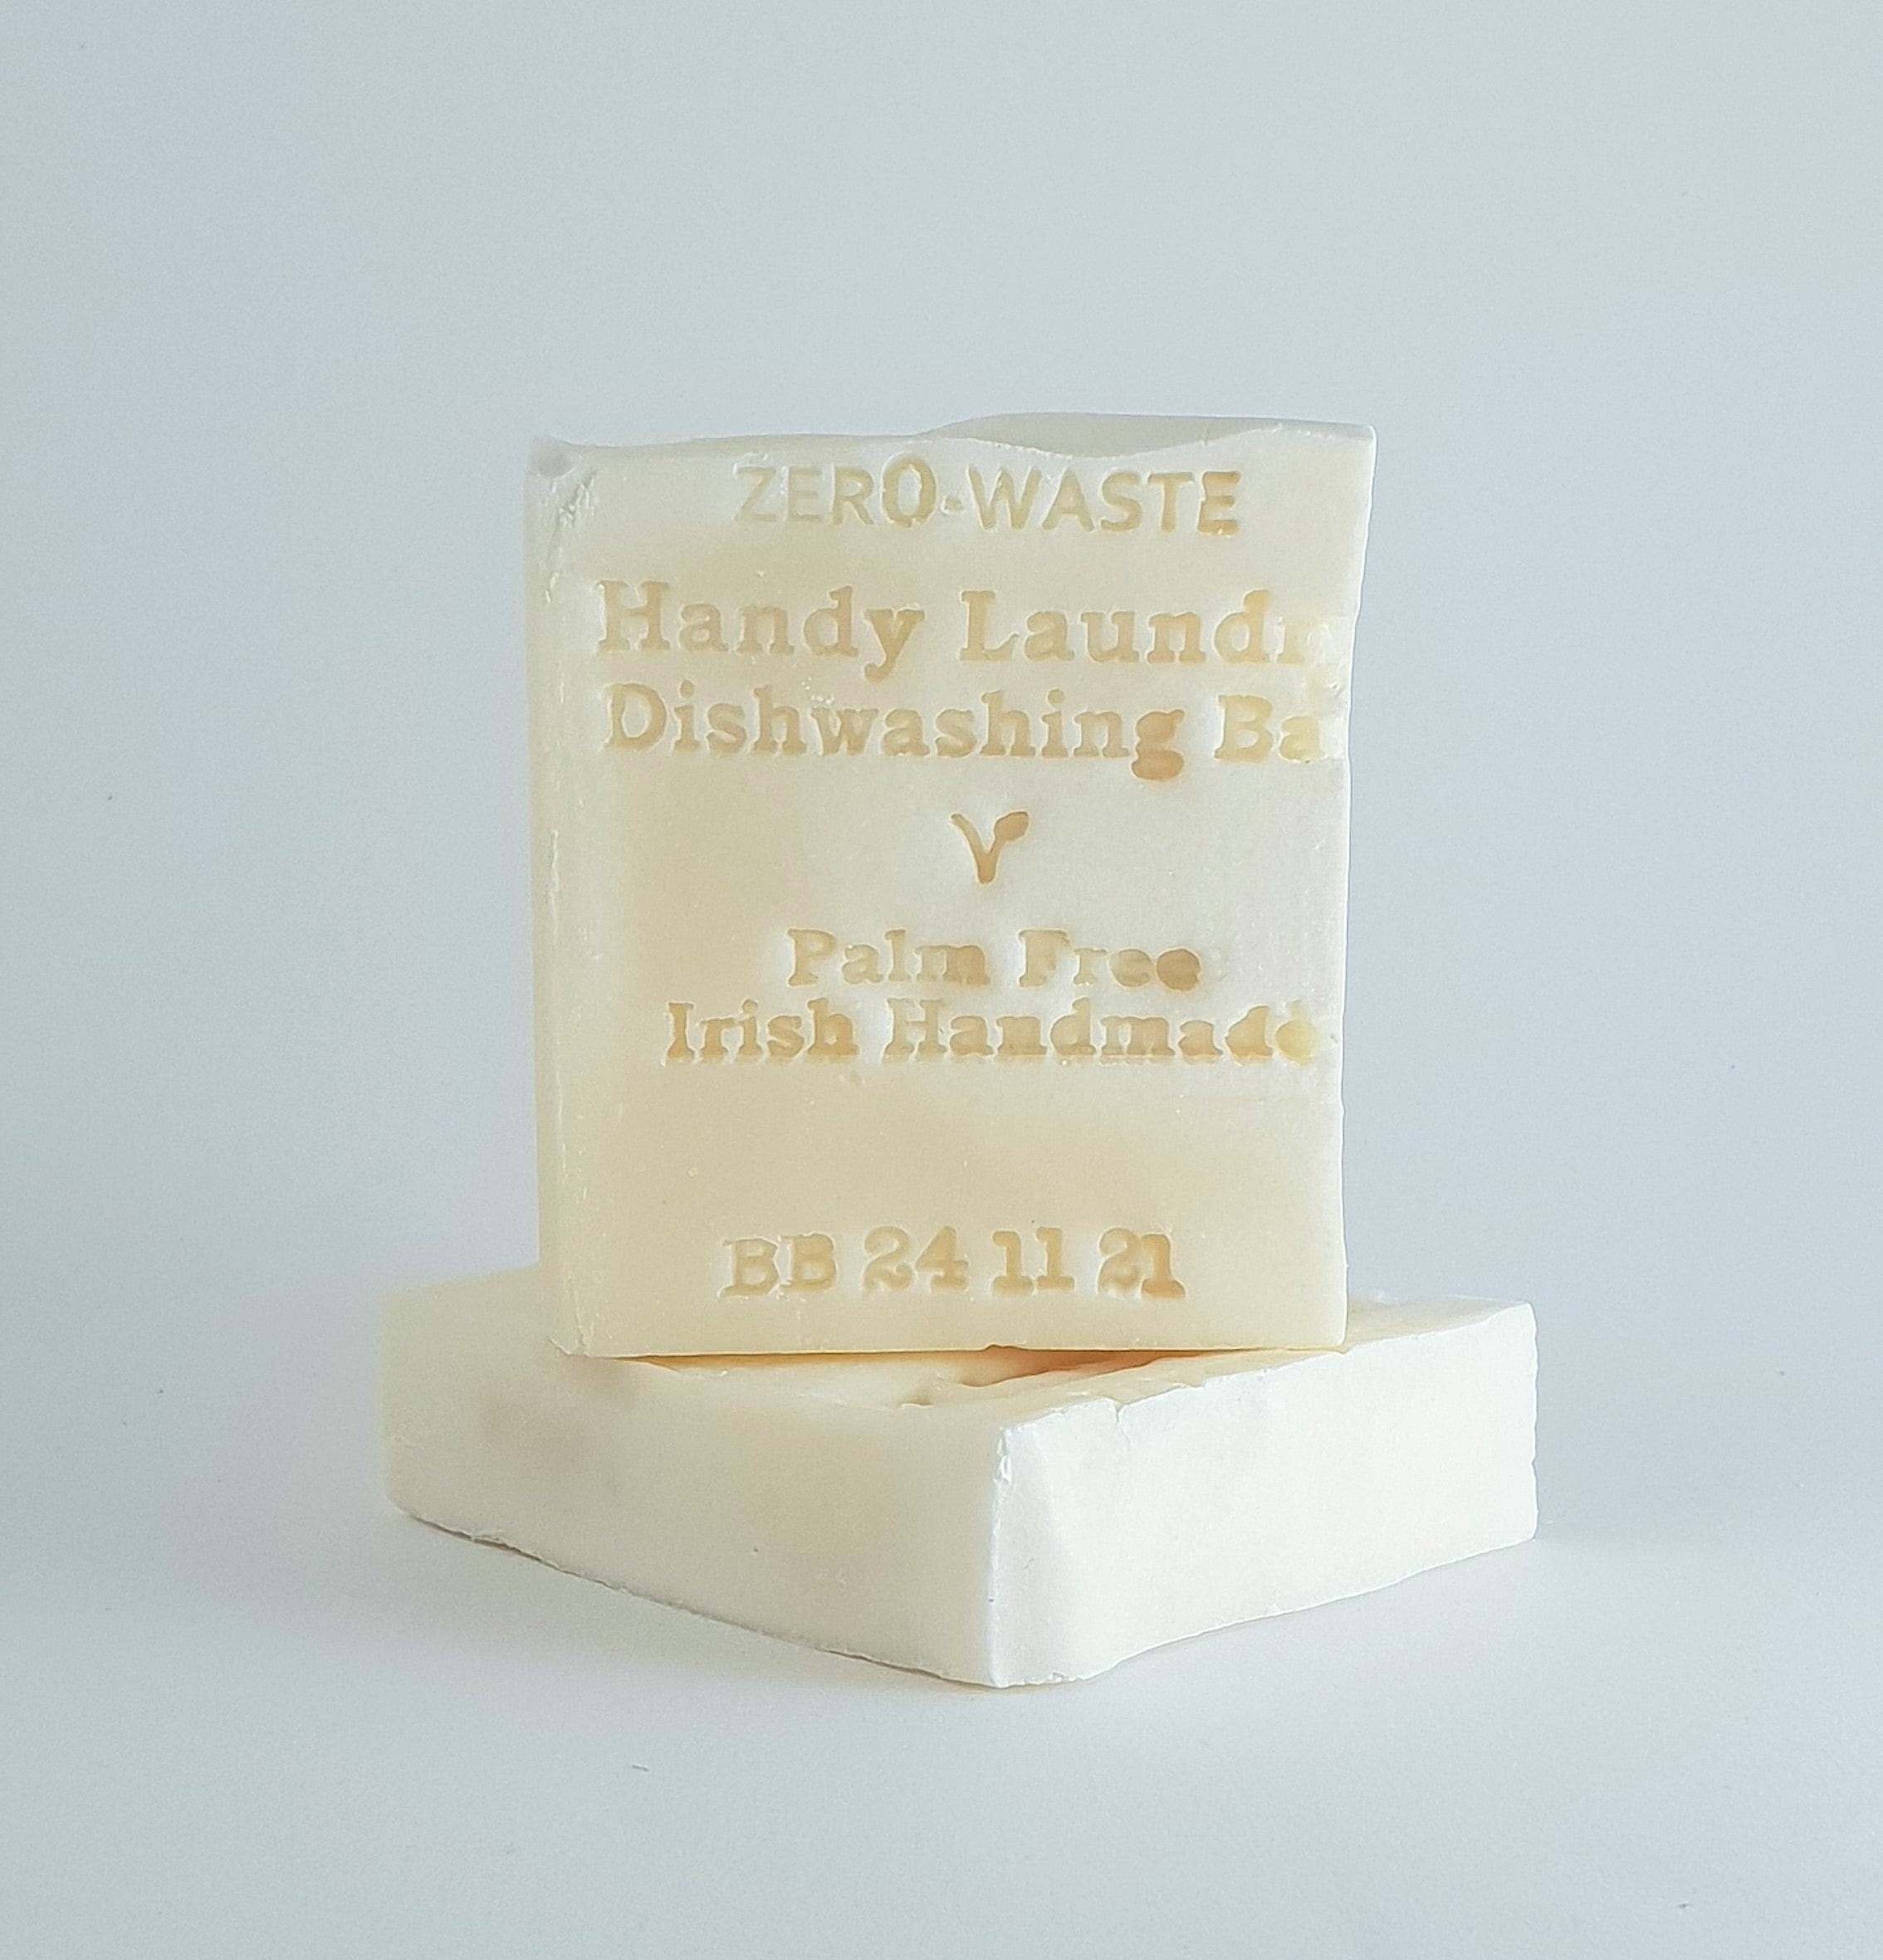 ZERO-WASTE
Handy Laundr
Dishwashing Ba
Palm Free
Irish Handmade
BB 24 11 21